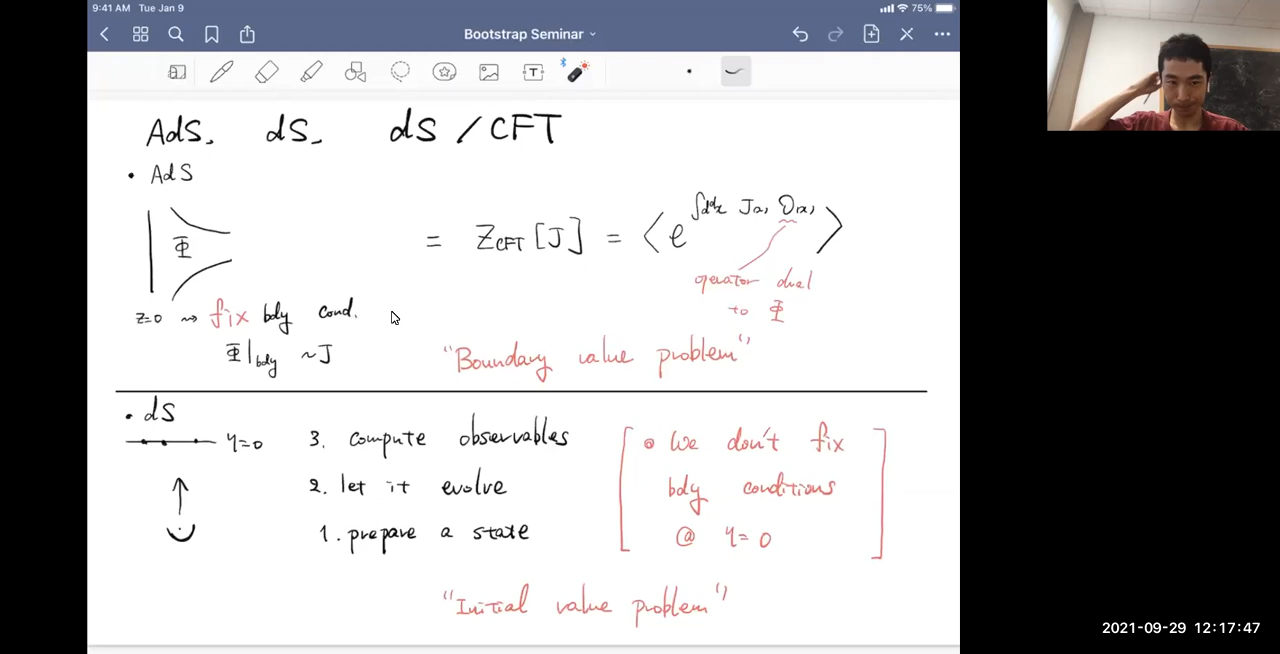 9:41 AM Tue Jan 9
75%
Bootstrap Seminar
AdS, dS, dS / CFT
• AdS
Φ
= Z_CFT [J] = ⟨ e^{∫ddx J(x) O(x)} ⟩
operator dual
to Φ
z=0 ⇝ fix bdy cond.
Φ|bdy ~ J
"Boundary value problem"
• dS
η=0
3. compute observables
2. let it evolve
1. prepare a state
We don't fix
bdy conditions
@ η=0
"Initial value problem"
2021-09-29 12:17:47